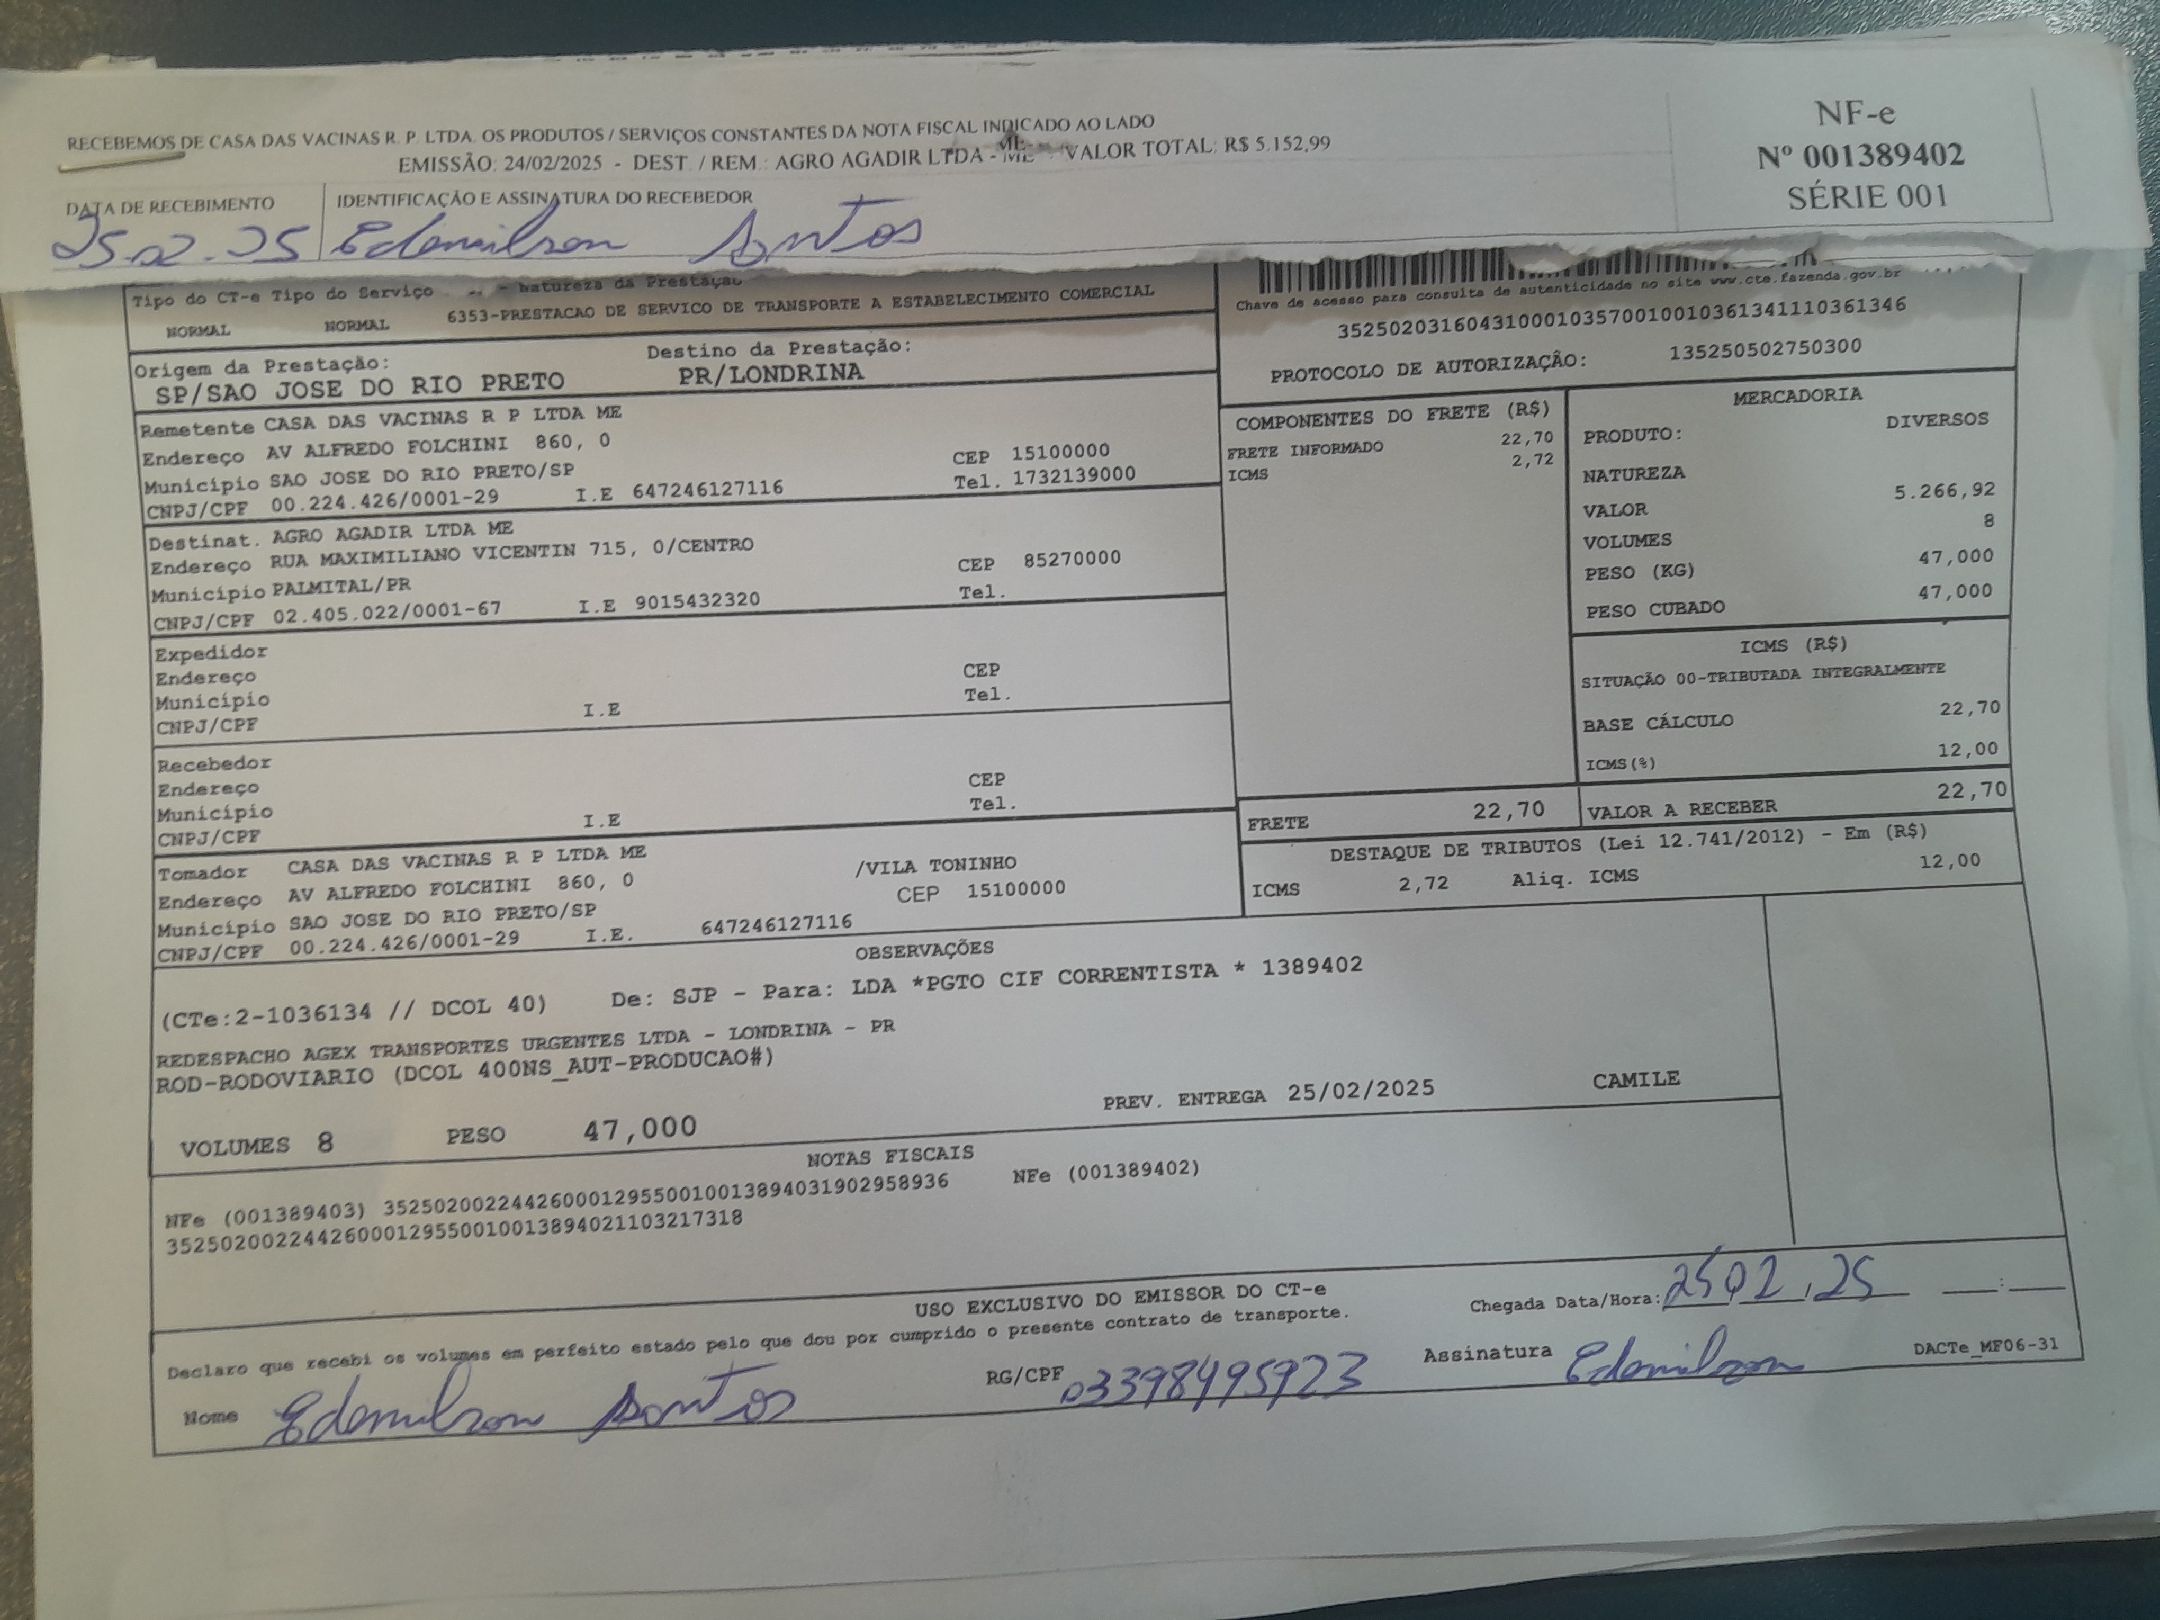 RECEBEMOS DE CASA DAS VACINAS R. P. LTDA. OS PRODUTOS / SERVIÇOS CONSTANTES DA NOTA FISCAL INDICADO AO LADO
EMISSÃO: 24/02/2025 - DEST. / REM.: AGRO AGADIR LTDA - ME VALOR TOTAL: R$ 5.152,99
NF-e
Nº 001389402
SÉRIE 001
DATA DE RECEBIMENTO IDENTIFICAÇÃO E ASSINATURA DO RECEBEDOR
25.02.25 Edemilson Santos
Tipo do CT-e Tipo do Serviço Natureza da Prestação
NORMAL NORMAL 6353-PRESTACAO DE SERVICO DE TRANSPORTE A ESTABELECIMENTO COMERCIAL
Chave de acesso para consulta de autenticidade no site www.cte.fazenda.gov.br
35250203160431000103570010010361341110361346
PROTOCOLO DE AUTORIZAÇÃO: 135250502750300
Origem da Prestação: Destino da Prestação:
SP/SAO JOSE DO RIO PRETO PR/LONDRINA
Remetente CASA DAS VACINAS R P LTDA ME
Endereço AV ALFREDO FOLCHINI 860, 0 CEP 15100000
Município SAO JOSE DO RIO PRETO/SP Tel. 1732139000
CNPJ/CPF 00.224.426/0001-29 I.E 647246127116
Destinat. AGRO AGADIR LTDA ME
Endereço RUA MAXIMILIANO VICENTIN 715, 0/CENTRO CEP 85270000
Município PALMITAL/PR Tel.
CNPJ/CPF 02.405.022/0001-67 I.E 9015432320
Expedidor
Endereço CEP
Município Tel.
CNPJ/CPF I.E
Recebedor
Endereço CEP
Município Tel.
CNPJ/CPF I.E
Tomador CASA DAS VACINAS R P LTDA ME /VILA TONINHO
Endereço AV ALFREDO FOLCHINI 860, 0 CEP 15100000
Município SAO JOSE DO RIO PRETO/SP
CNPJ/CPF 00.224.426/0001-29 I.E. 647246127116
COMPONENTES DO FRETE (R$)
FRETE INFORMADO 22,70
ICMS 2,72
MERCADORIA
PRODUTO: DIVERSOS
NATUREZA
VALOR 5.266,92
VOLUMES 8
PESO (KG) 47,000
PESO CUBADO 47,000
ICMS (R$)
SITUAÇÃO 00-TRIBUTADA INTEGRALMENTE
BASE CÁLCULO 22,70
ICMS(%) 12,00
FRETE 22,70 VALOR A RECEBER 22,70
DESTAQUE DE TRIBUTOS (Lei 12.741/2012) - Em (R$)
ICMS 2,72 Aliq. ICMS 12,00
OBSERVAÇÕES
(CTe:2-1036134 // DCOL 40) De: SJP - Para: LDA *PGTO CIF CORRENTISTA * 1389402
REDESPACHO AGEX TRANSPORTES URGENTES LTDA - LONDRINA - PR
ROD-RODOVIARIO (DCOL 400NS_AUT-PRODUCAO#)
VOLUMES 8 PESO 47,000 PREV. ENTREGA 25/02/2025 CAMILE
NOTAS FISCAIS
NFe (001389403) 35250200224426000129550010013894031902958936 NFe (001389402)
35250200224426000129550010013894021103217318
USO EXCLUSIVO DO EMISSOR DO CT-e
Declaro que recebi os volumes em perfeito estado pelo que dou por cumprido o presente contrato de transporte.
Chegada Data/Hora: 25 02 25 :
Nome Edemilson Santos RG/CPF 03398495923 Assinatura Edemilson DACTe_MF06-31